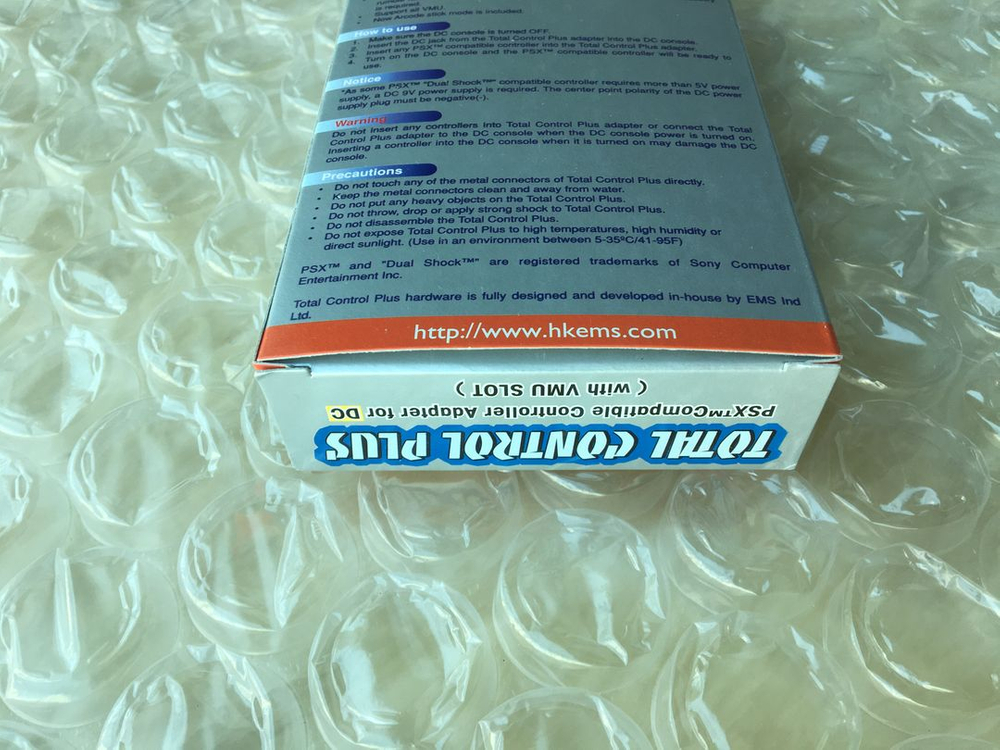 is required.
Support all VMU.
New Arcade stick mode is included.
How to use
1. Make sure the DC console is turned OFF.
2. Insert the DC jack from the Total Control Plus adapter into the DC console.
3. Insert any PSX™ compatible controller into the Total Control Plus adapter.
4. Turn on the DC console and the PSX™ compatible controller will be ready to
use.
Notice
*As some PSX™ "Dual Shock™" compatible controller requires more than 5V power
supply, a DC 9V power supply is required. The center point polarity of the DC power
supply plug must be negative(-).
Warning
Do not insert any controllers into Total Control Plus adapter or connect the Total
Control Plus adapter to the DC console when the DC console power is turned on.
Inserting a controller into the DC console when it is turned on may damage the DC
console.
Precautions
• Do not touch any of the metal connectors of Total Control Plus directly.
• Keep the metal connectors clean and away from water.
• Do not put any heavy objects on the Total Control Plus.
• Do not throw, drop or apply strong shock to Total Control Plus.
• Do not disassemble the Total Control Plus.
• Do not expose Total Control Plus to high temperatures, high humidity or
direct sunlight. (Use in an environment between 5-35ºC/41-95F)
PSX™ and "Dual Shock™" are registered trademarks of Sony Computer
Entertainment Inc.
Total Control Plus hardware is fully designed and developed in-house by EMS Ind
Ltd.
http://www.hkems.com
TOTAL CONTROL PLUS
PSX™Compatible Controller Adapter for DC
( with VMU SLOT )